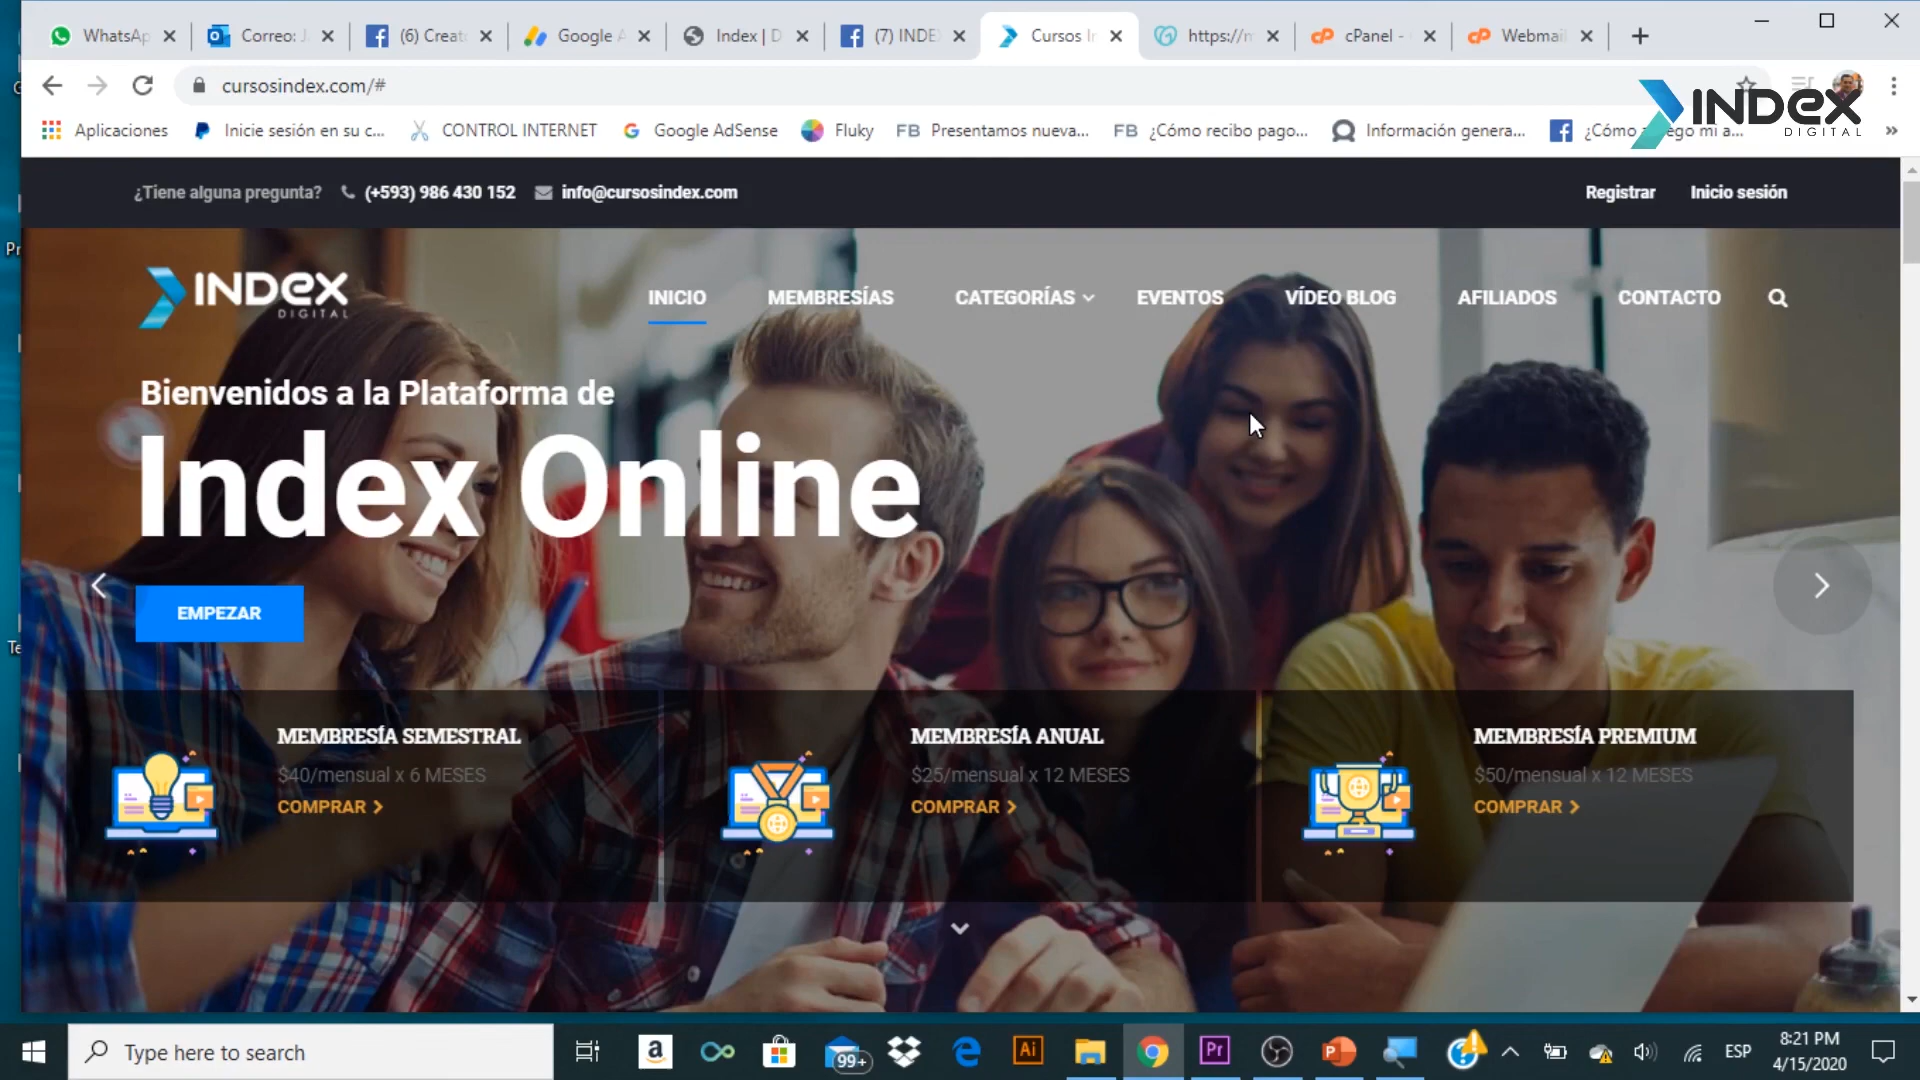 WhatsAp
Correo: J
(6) Creat
Google A
Index | D
(7) INDE
Cursos I
https://n
cPanel -
Webmai
cursosindex.com/#
INDEX
DIGITAL
Aplicaciones
Inicie sesión en su c...
CONTROL INTERNET
Google AdSense
Fluky
FB Presentamos nueva...
FB ¿Cómo recibo pago...
Información genera...
¿Cómo
¿Tiene alguna pregunta?
(+593) 986 430 152
info@cursosindex.com
Registrar
Inicio sesión
INDEX
DIGITAL
INICIO
MEMBRESÍAS
CATEGORÍAS
EVENTOS
VÍDEO BLOG
AFILIADOS
CONTACTO
Bienvenidos a la Plataforma de
Index Online
EMPEZAR
MEMBRESÍA SEMESTRAL
$40/mensual x 6 MESES
COMPRAR
MEMBRESÍA ANUAL
$25/mensual x 12 MESES
COMPRAR
MEMBRESÍA PREMIUM
$50/mensual x 12 MESES
COMPRAR
Type here to search
99+
Ai
Pr
ESP
8:21 PM
4/15/2020